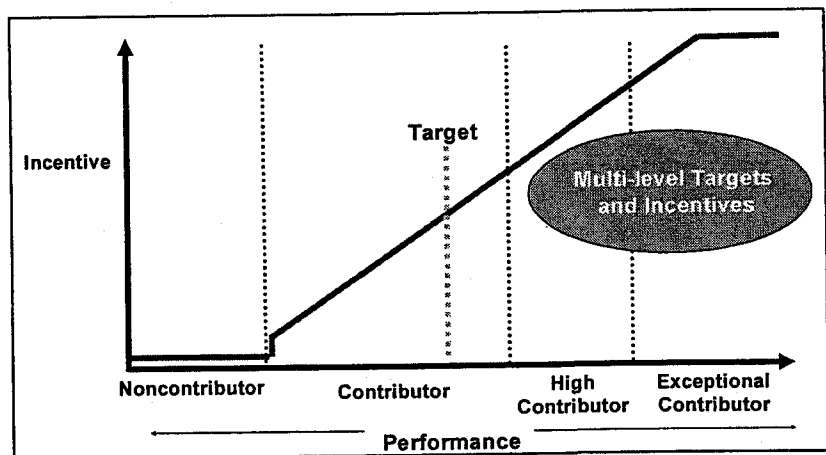 Target
Incentive
Multi-level Targets
and Incentives
Noncontributor
Contributor
High
Contributor
Exceptional
Contributor
Performance